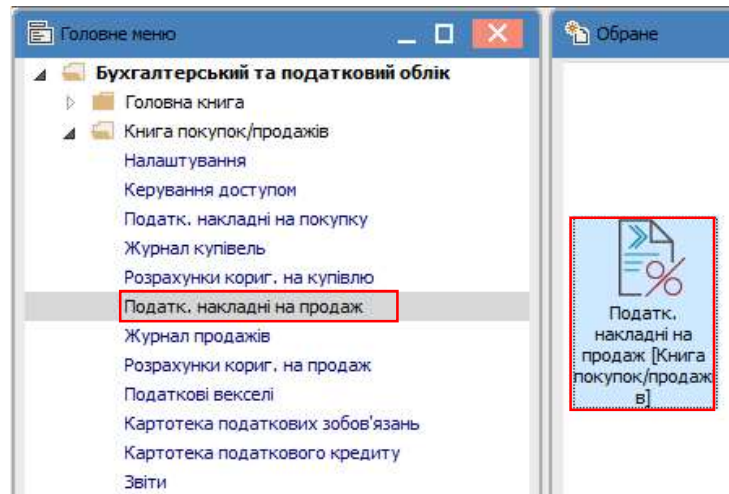 Головне меню
Бухгалтерський та податковий облік
Головна книга
Книга покупок/продажів
Налаштування
Керування доступом
Податк. накладні на покупку
Журнал купівель
Розрахунки кориг. на купівлю
Податк. накладні на продаж
Журнал продажів
Розрахунки кориг. на продаж
Податкові векселі
Картотека податкових зобов'язань
Картотека податкового кредиту
Звіти
Обране
Податк.
накладні на
продаж [Книга
покупок/продаж
в]